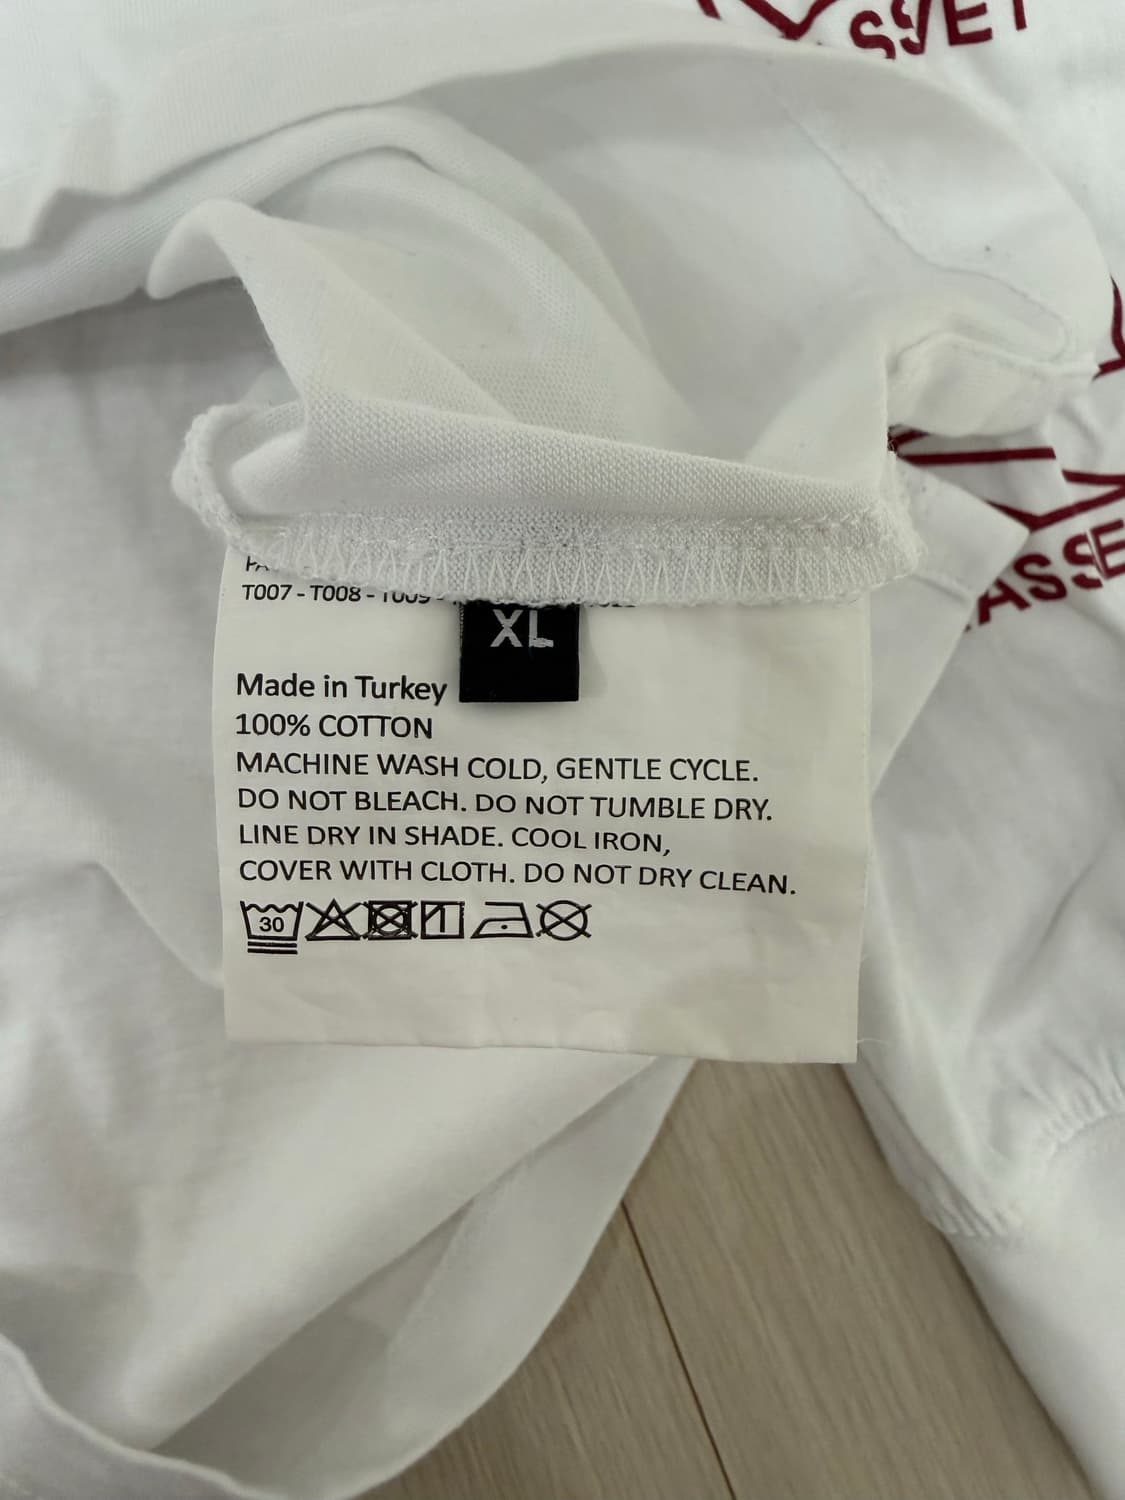 T007 - T008 - T009 -
XL
Made in Turkey
100% COTTON
MACHINE WASH COLD, GENTLE CYCLE.
DO NOT BLEACH. DO NOT TUMBLE DRY.
LINE DRY IN SHADE. COOL IRON,
COVER WITH CLOTH. DO NOT DRY CLEAN.
30